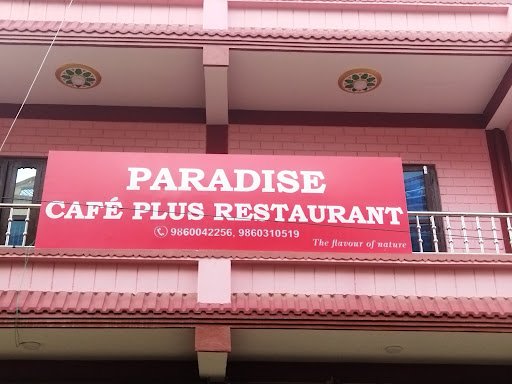 PARADISE
CAFÉ PLUS RESTAURANT
9860042256, 9860310519
The flavour of nature